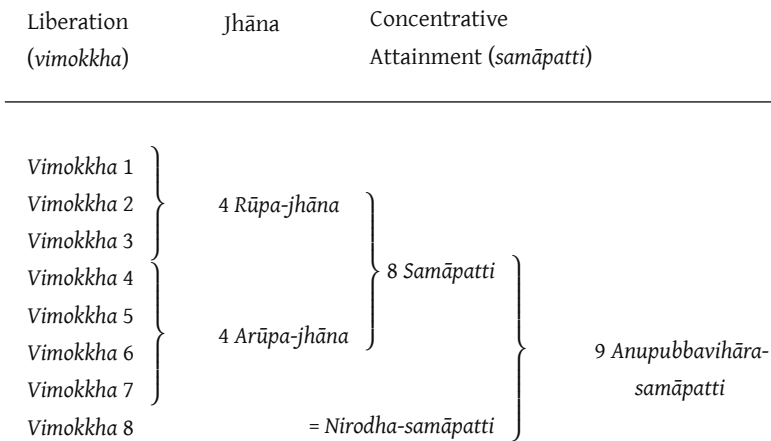 Liberation Jhāna Concentrative
(vimokkha) Attainment (samāpatti)
Vimokkha 1
Vimokkha 2 4 Rūpa-jhāna
Vimokkha 3
Vimokkha 4 8 Samāpatti
Vimokkha 5
4 Arūpa-jhāna
Vimokkha 6 9 Anupubbavihāra-
Vimokkha 7 samāpatti
Vimokkha 8 = Nirodha-samāpatti